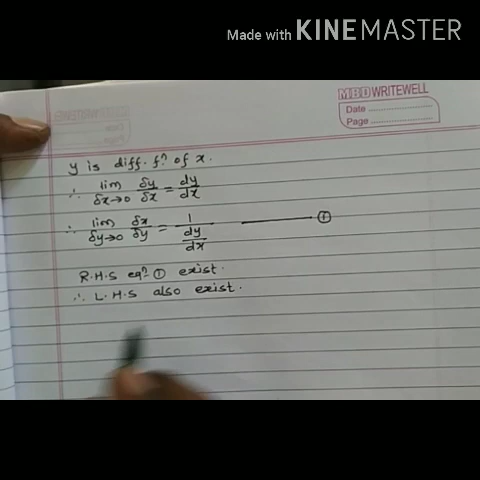 Made with KINEMASTER
MBD WRITEWELL
Date
Page
y is diff. fⁿ. of x.
∴ lim δx→0 δy/δx = dy/dx
∴ lim δy→0 δx/δy = 1/(dy/dx) ——— ①
R.H.S eqⁿ ① exist.
∴ L.H.S also exist.